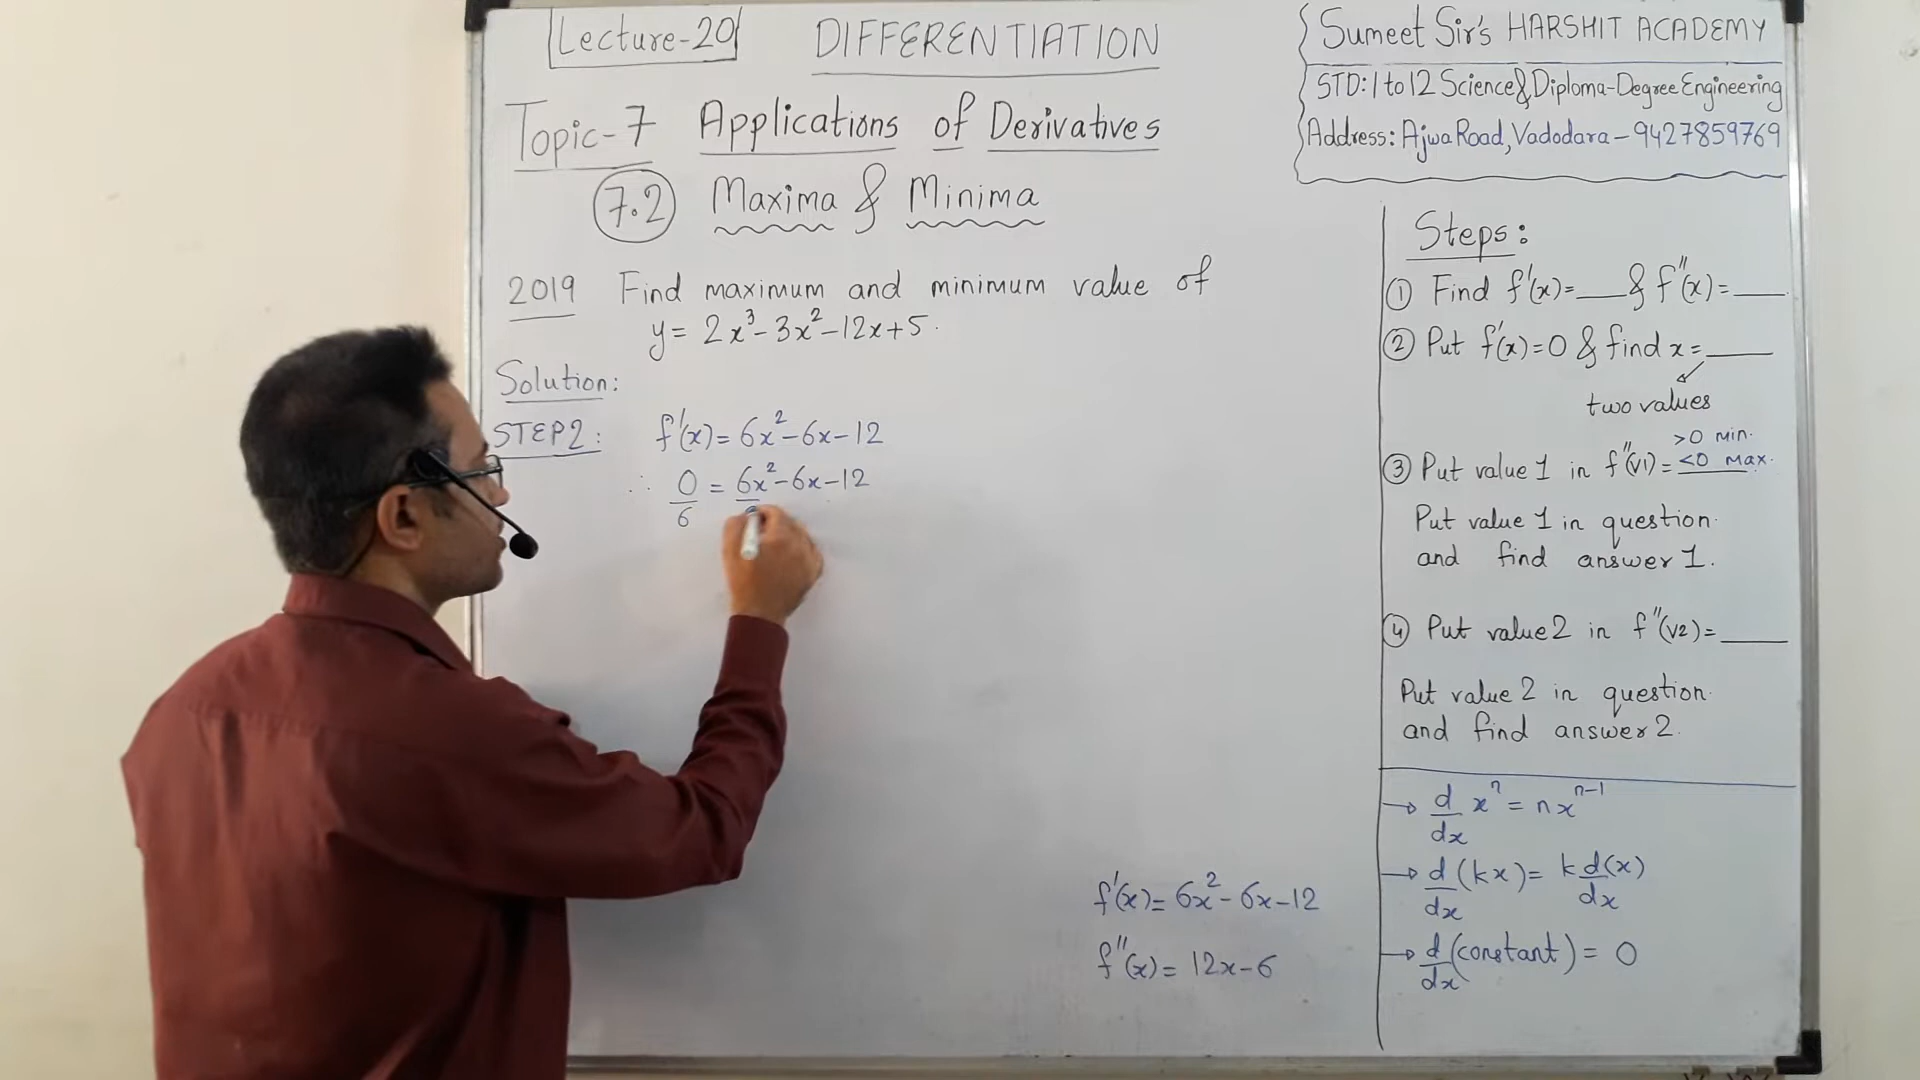 Lecture-20 DIFFERENTIATION
Topic-7 Applications of Derivatives
7.2 Maxima & Minima
2019 Find maximum and minimum value of
y = 2x³-3x²-12x+5.
Solution:
STEP2: f'(x) = 6x²-6x-12
∴ 0/6 = 6x²-6x-12
f'(x) = 6x²-6x-12
f''(x) = 12x-6
Sumeet Sir's HARSHIT ACADEMY
STD: 1 to 12 Science & Diploma-Degree Engineering
Address: Ajwa Road, Vadodara – 9427859769
Steps:
① Find f'(x)=___ & f''(x)=___
② Put f'(x)=0 & find x=___
two values
>0 min.
③ Put value 1 in f''(v1) = <0 max.
Put value 1 in question
and find answer 1.
④ Put value 2 in f''(v2)=___
Put value 2 in question
and find answer 2.
→ d/dx xⁿ = nxⁿ⁻¹
→ d/dx (kx) = k d(x)/dx
→ d/dx (constant) = 0